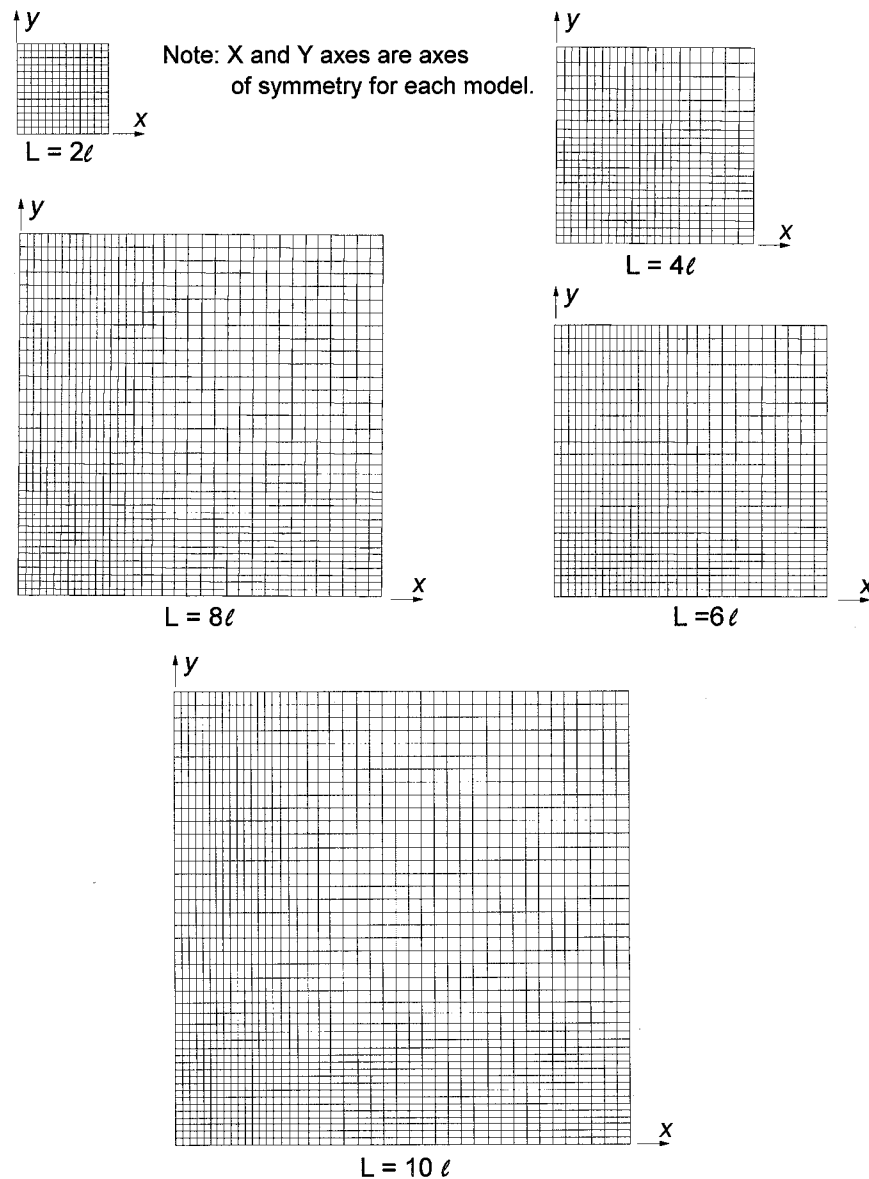 y
Note: X and Y axes are axes
of symmetry for each model.
x
L = 2ℓ
y
x
L = 4ℓ
y
x
L = 8ℓ
y
x
L =6ℓ
y
x
L = 10 ℓ